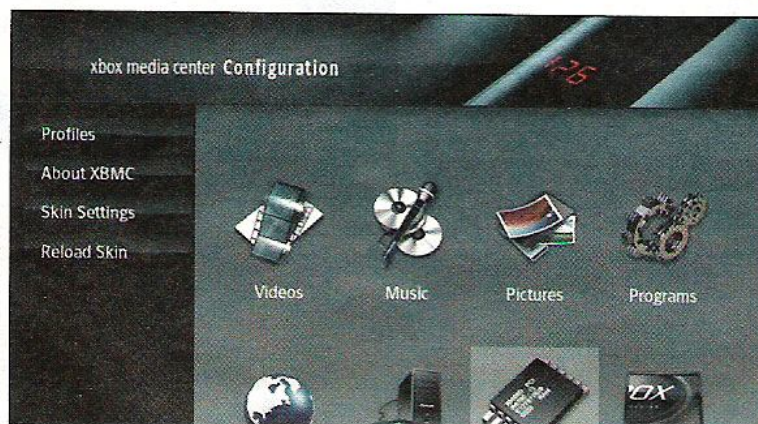 xbox media center Configuration
Profiles
About XBMC
Skin Settings
Reload Skin
Videos
Music
Pictures
Programs